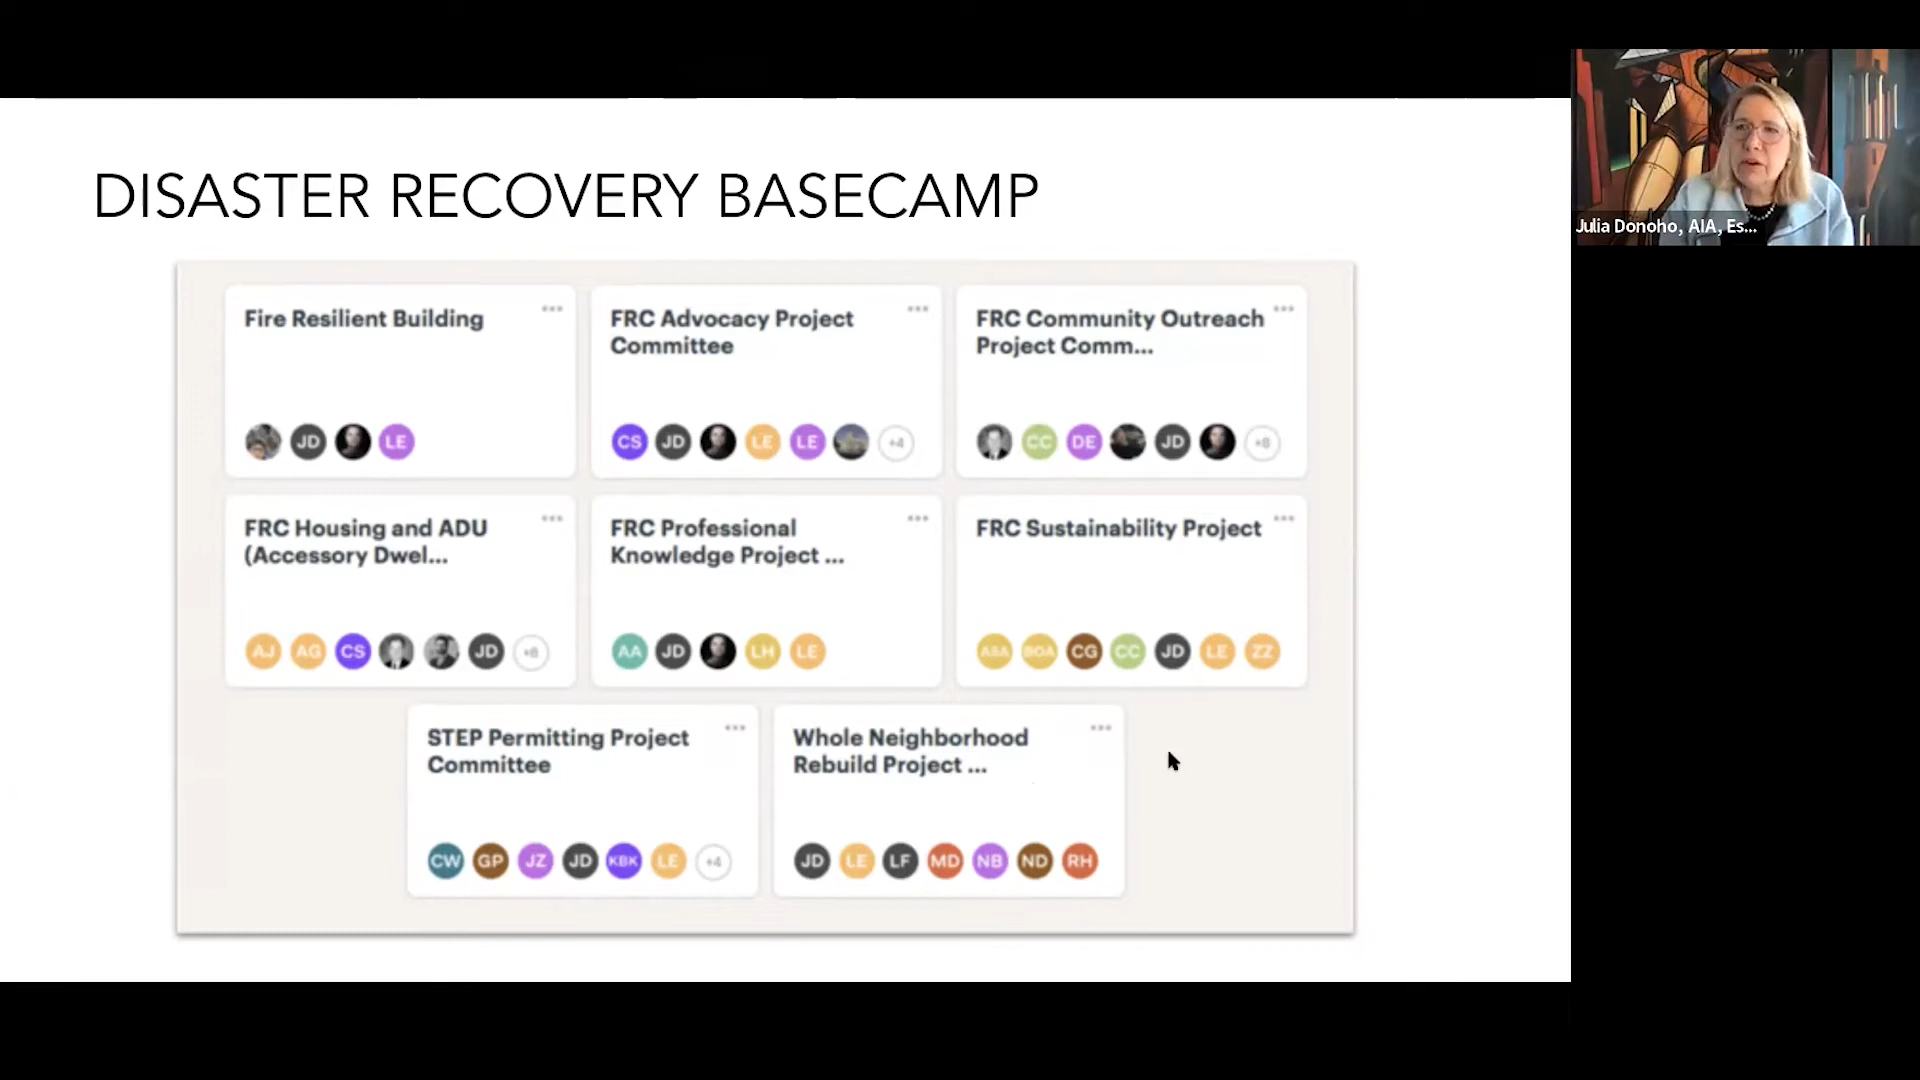 DISASTER RECOVERY BASECAMP
Julia Donoho, AIA, Es...
Fire Resilient Building
JD LE
FRC Advocacy Project
Committee
CS JD LE LE +4
FRC Community Outreach
Project Comm...
CC DE JD +8
FRC Housing and ADU
(Accessory Dwel...
AJ AG CS JD
FRC Professional
Knowledge Project ...
AA JD LH LE
FRC Sustainability Project
ASA BOA CG CC JD LE ZZ
STEP Permitting Project
Committee
CW GP JZ JD KBK LE +4
Whole Neighborhood
Rebuild Project ...
JD LE LF MD NB ND RH